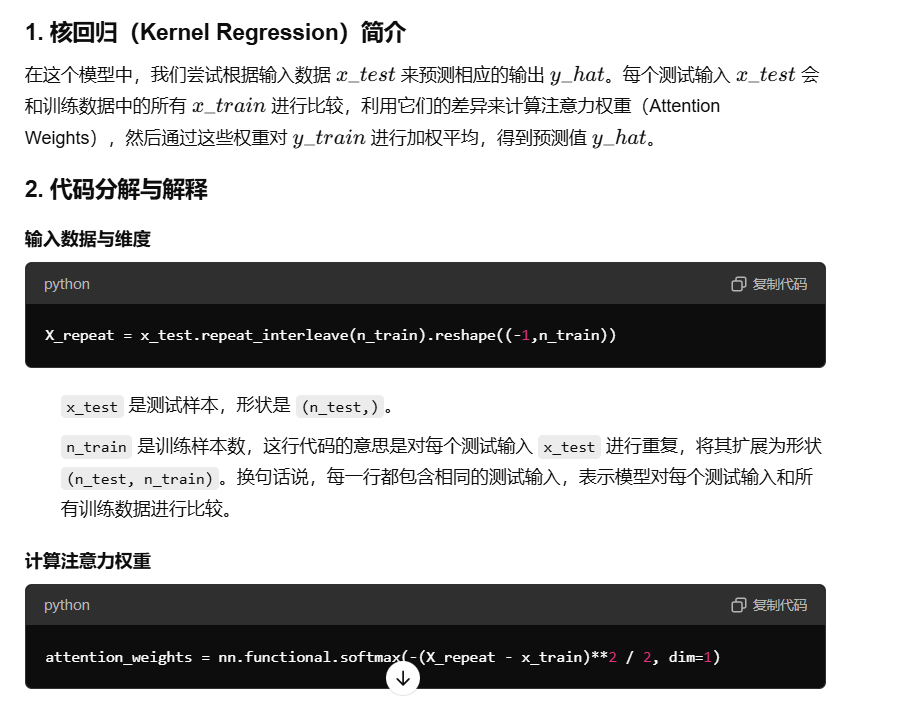 1. 核回归（Kernel Regression）简介
在这个模型中，我们尝试根据输入数据 x_test 来预测相应的输出 y_hat。每个测试输入 x_test 会
和训练数据中的所有 x_train 进行比较，利用它们的差异来计算注意力权重（Attention
Weights），然后通过这些权重对 y_train 进行加权平均，得到预测值 y_hat。
2. 代码分解与解释
输入数据与维度
python 复制代码
X_repeat = x_test.repeat_interleave(n_train).reshape((-1,n_train))
x_test 是测试样本，形状是 (n_test,)。
n_train 是训练样本数，这行代码的意思是对每个测试输入 x_test 进行重复，将其扩展为形状
(n_test, n_train)。换句话说，每一行都包含相同的测试输入，表示模型对每个测试输入和所
有训练数据进行比较。
计算注意力权重
python 复制代码
attention_weights = nn.functional.softmax(-(X_repeat - x_train)**2 / 2, dim=1)